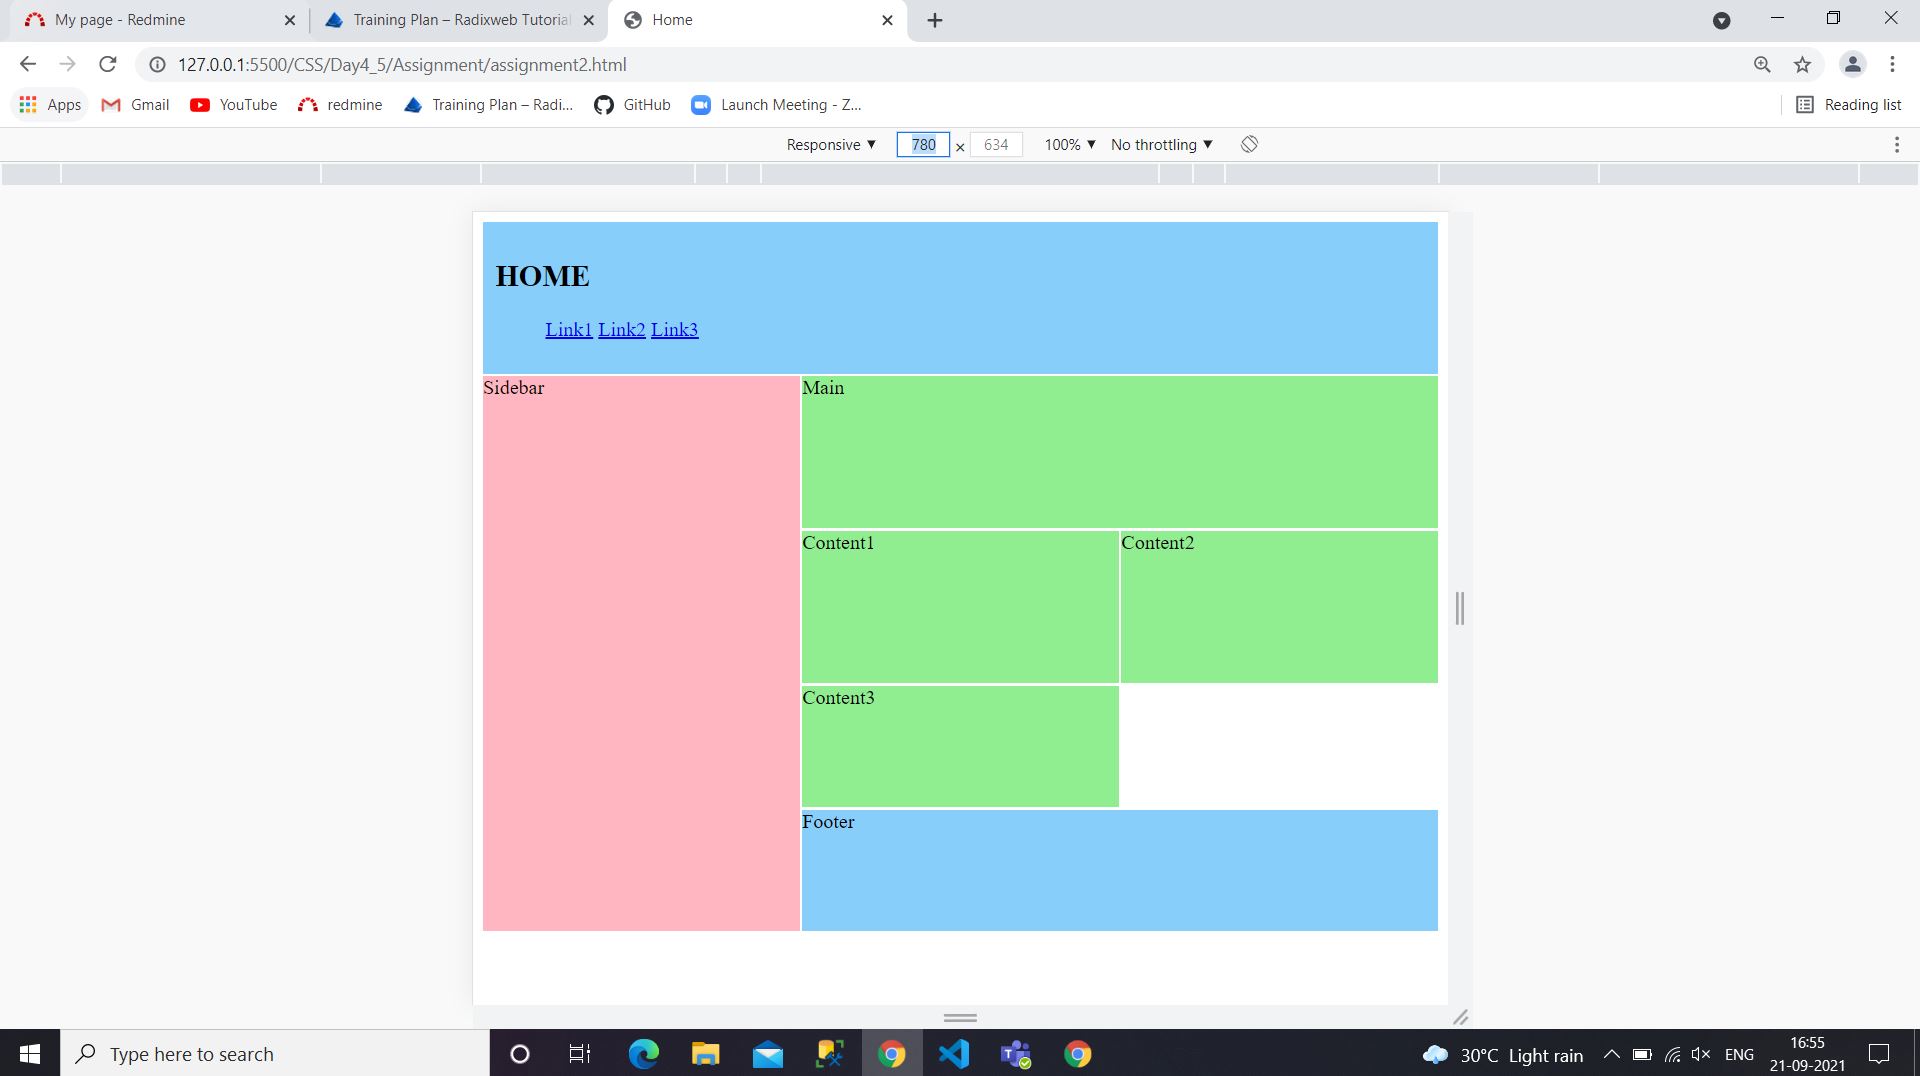 My page - Redmine
Training Plan – Radixweb Tutorial
Home
127.0.0.1:5500/CSS/Day4_5/Assignment/assignment2.html
Apps
Gmail
YouTube
redmine
Training Plan – Radi...
GitHub
Launch Meeting - Z...
Reading list
Responsive ▼ 780 × 634 100% ▼ No throttling ▼
HOME
Link1 Link2 Link3
Sidebar
Main
Content1
Content2
Content3
Footer
Type here to search
30°C Light rain
ENG
16:55
21-09-2021